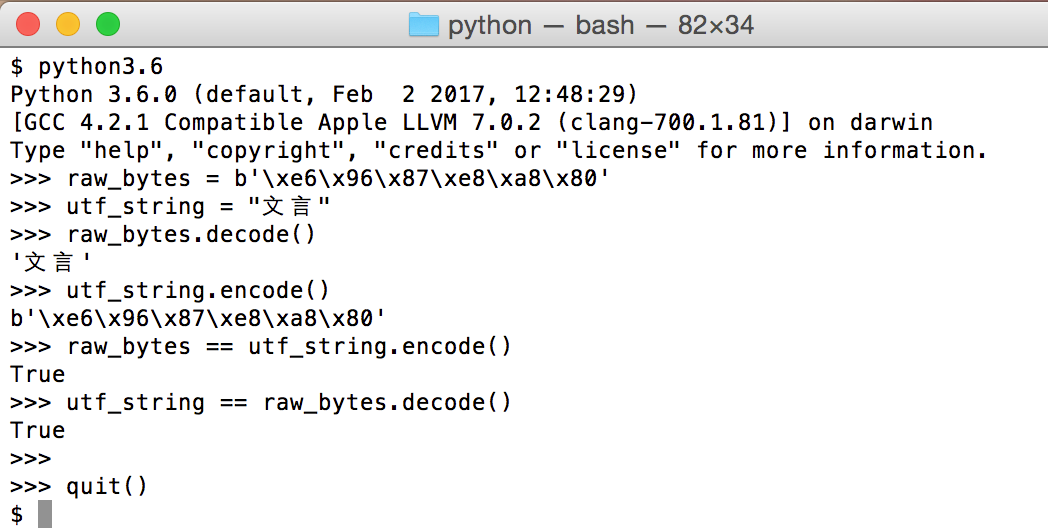 python — bash — 82×34
$ python3.6
Python 3.6.0 (default, Feb  2 2017, 12:48:29)
[GCC 4.2.1 Compatible Apple LLVM 7.0.2 (clang-700.1.81)] on darwin
Type "help", "copyright", "credits" or "license" for more information.
>>> raw_bytes = b'\xe6\x96\x87\xe8\xa8\x80'
>>> utf_string = "文言"
>>> raw_bytes.decode()
'文言'
>>> utf_string.encode()
b'\xe6\x96\x87\xe8\xa8\x80'
>>> raw_bytes == utf_string.encode()
True
>>> utf_string == raw_bytes.decode()
True
>>>
>>> quit()
$